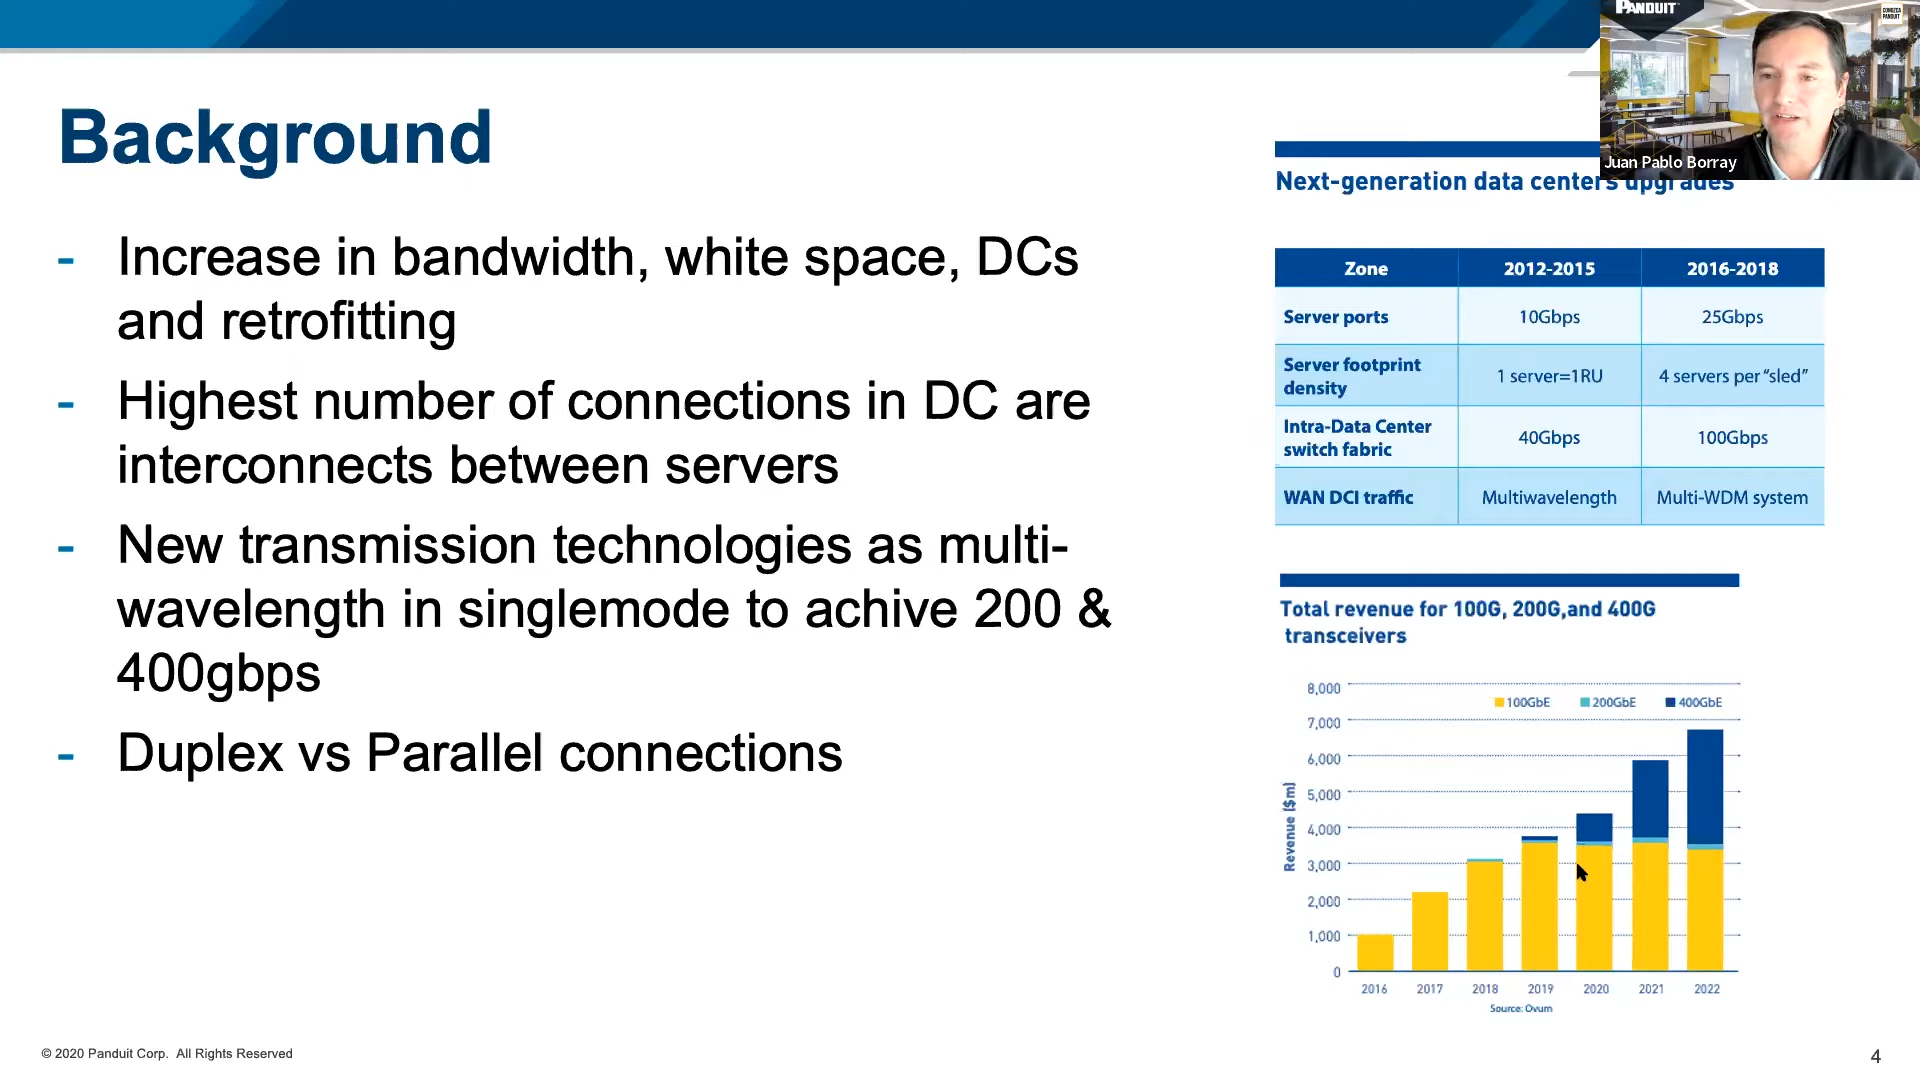 PANDUIT
CONOZCA
PANDUIT
Juan Pablo Borray
Background
- Increase in bandwidth, white space, DCs
and retrofitting
- Highest number of connections in DC are
interconnects between servers
- New transmission technologies as multi-
wavelength in singlemode to achive 200 &
400gbps
- Duplex vs Parallel connections
Next-generation data centers upgrades
Zone 2012-2015 2016-2018
Server ports 10Gbps 25Gbps
Server footprint
density 1 server=1RU 4 servers per “sled”
Intra-Data Center
switch fabric 40Gbps 100Gbps
WAN DCI traffic Multiwavelength Multi-WDM system
Total revenue for 100G, 200G,and 400G
transceivers
Revenue ($m)
8,000
7,000
6,000
5,000
4,000
3,000
2,000
1,000
0
100GbE 200GbE 400GbE
2016 2017 2018 2019 2020 2021 2022
Source: Ovum
© 2020 Panduit Corp. All Rights Reserved
4